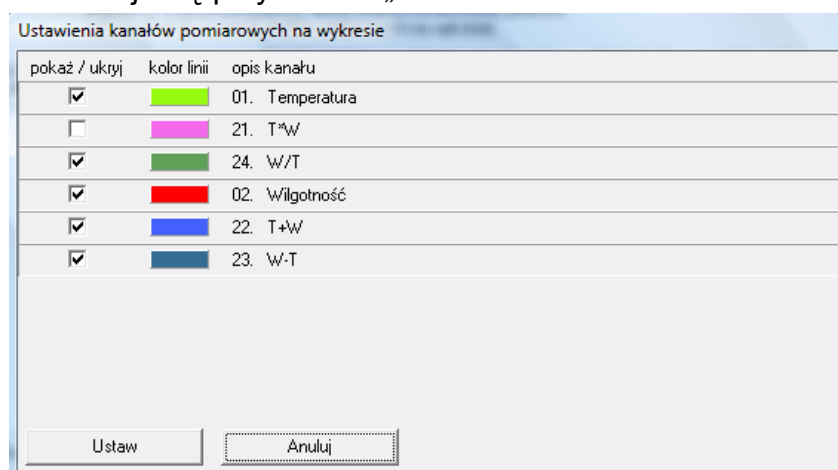 Ustawienia kanałów pomiarowych na wykresie
pokaż / ukryj kolor linii opis kanału
01. Temperatura
21. T*W
24. W/T
02. Wilgotność
22. T+W
23. W-T
Ustaw Anuluj